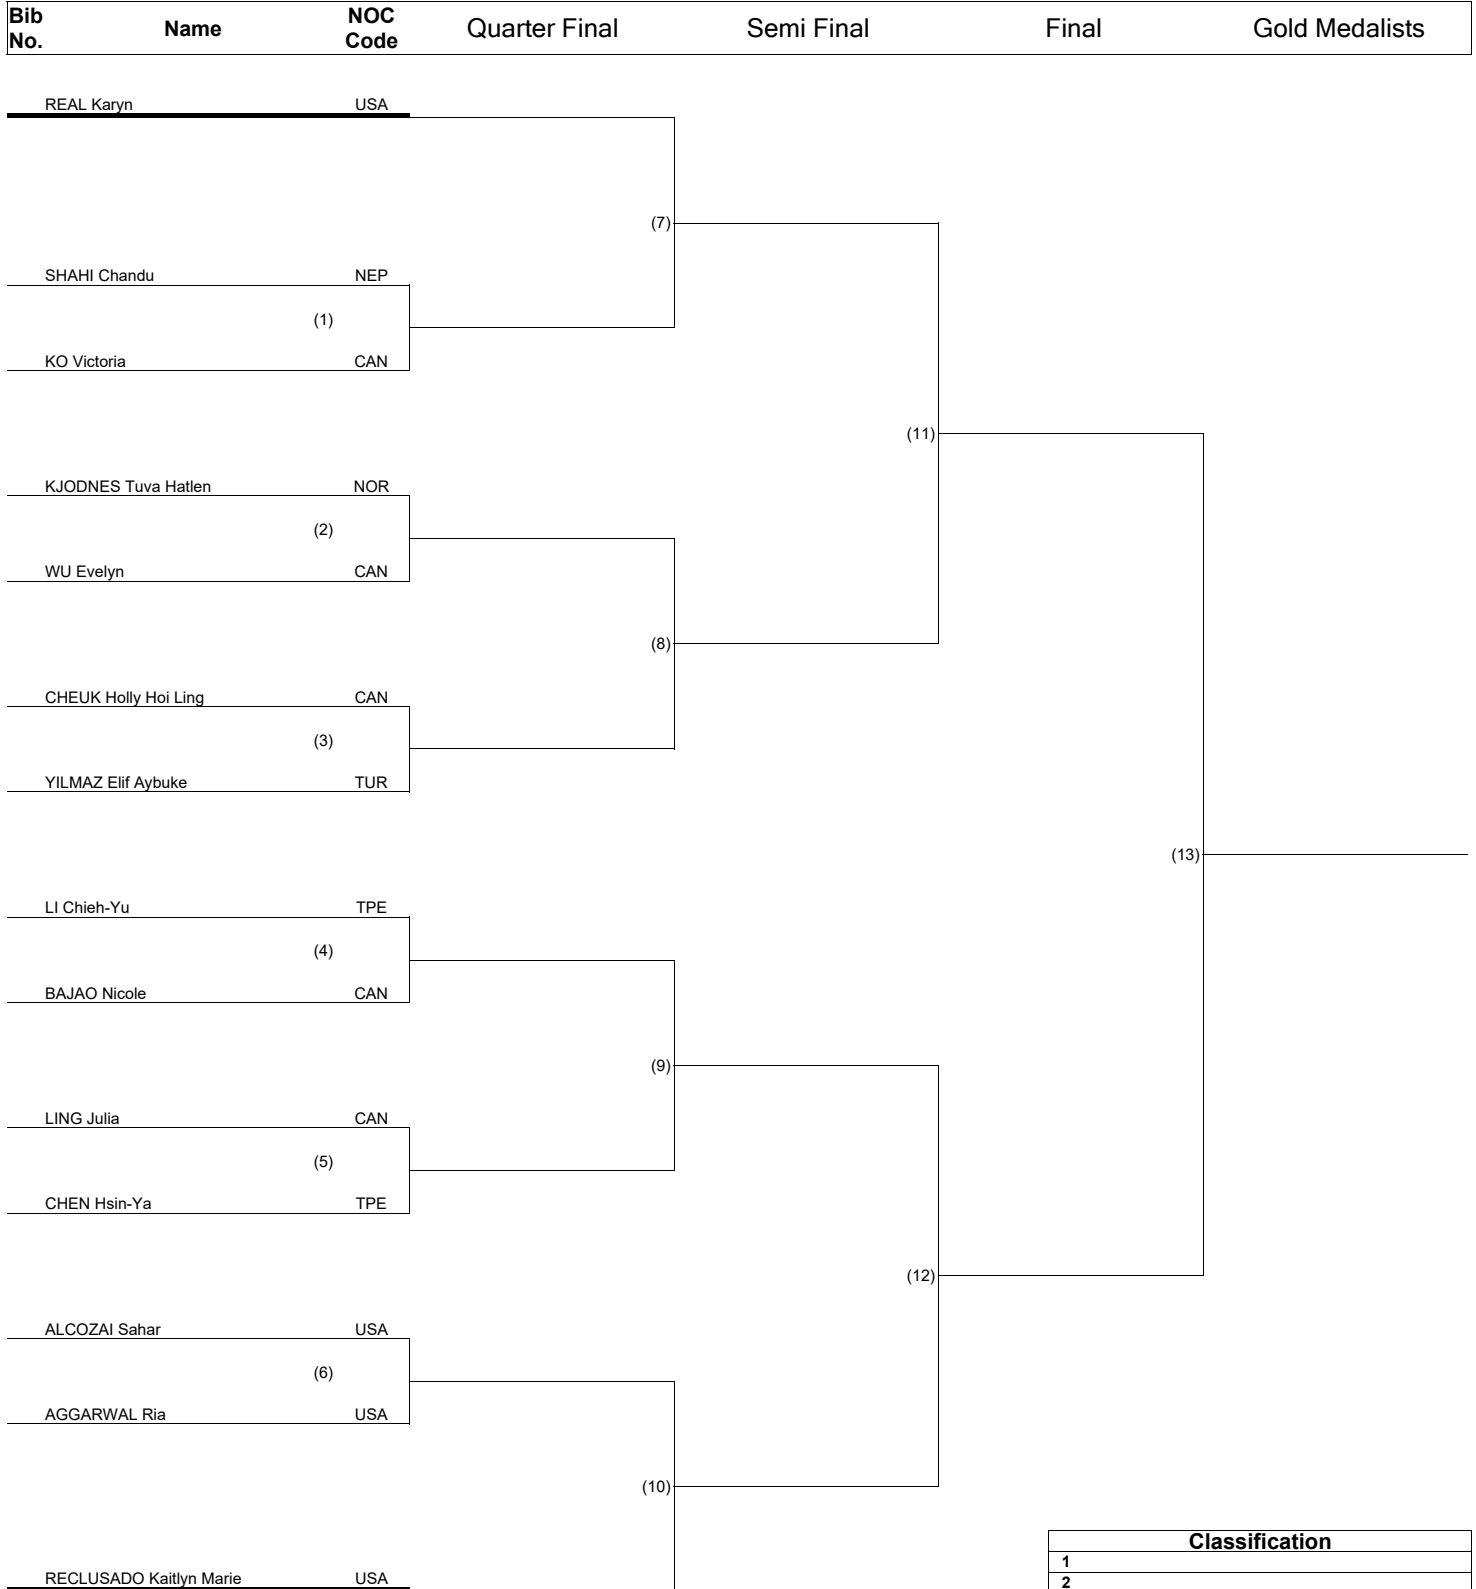 Bib No. Name NOC Code Quarter Final Semi Final Final Gold Medalists
REAL Karyn USA
(7)
SHAHI Chandu NEP
(1)
KO Victoria CAN
(11)
KJODNES Tuva Hatlen NOR
(2)
WU Evelyn CAN
(8)
CHEUK Holly Hoi Ling CAN
(3)
YILMAZ Elif Aybuke TUR
(13)
LI Chieh-Yu TPE
(4)
BAJAO Nicole CAN
(9)
LING Julia CAN
(5)
CHEN Hsin-Ya TPE
(12)
ALCOZAI Sahar USA
(6)
AGGARWAL Ria USA
(10)
Classification
1
RECLUSADO Kaitlyn Marie USA
2